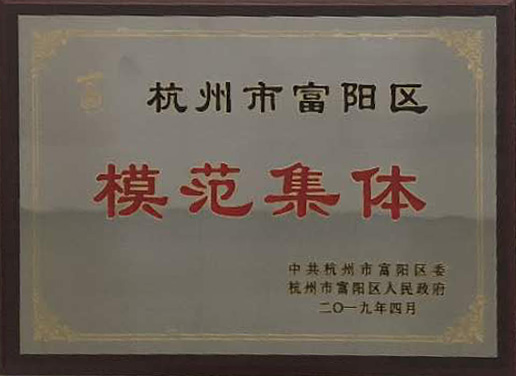 杭州市富阳区
模范集体
中共杭州市富阳区委
杭州市富阳区人民政府
二〇一九年四月